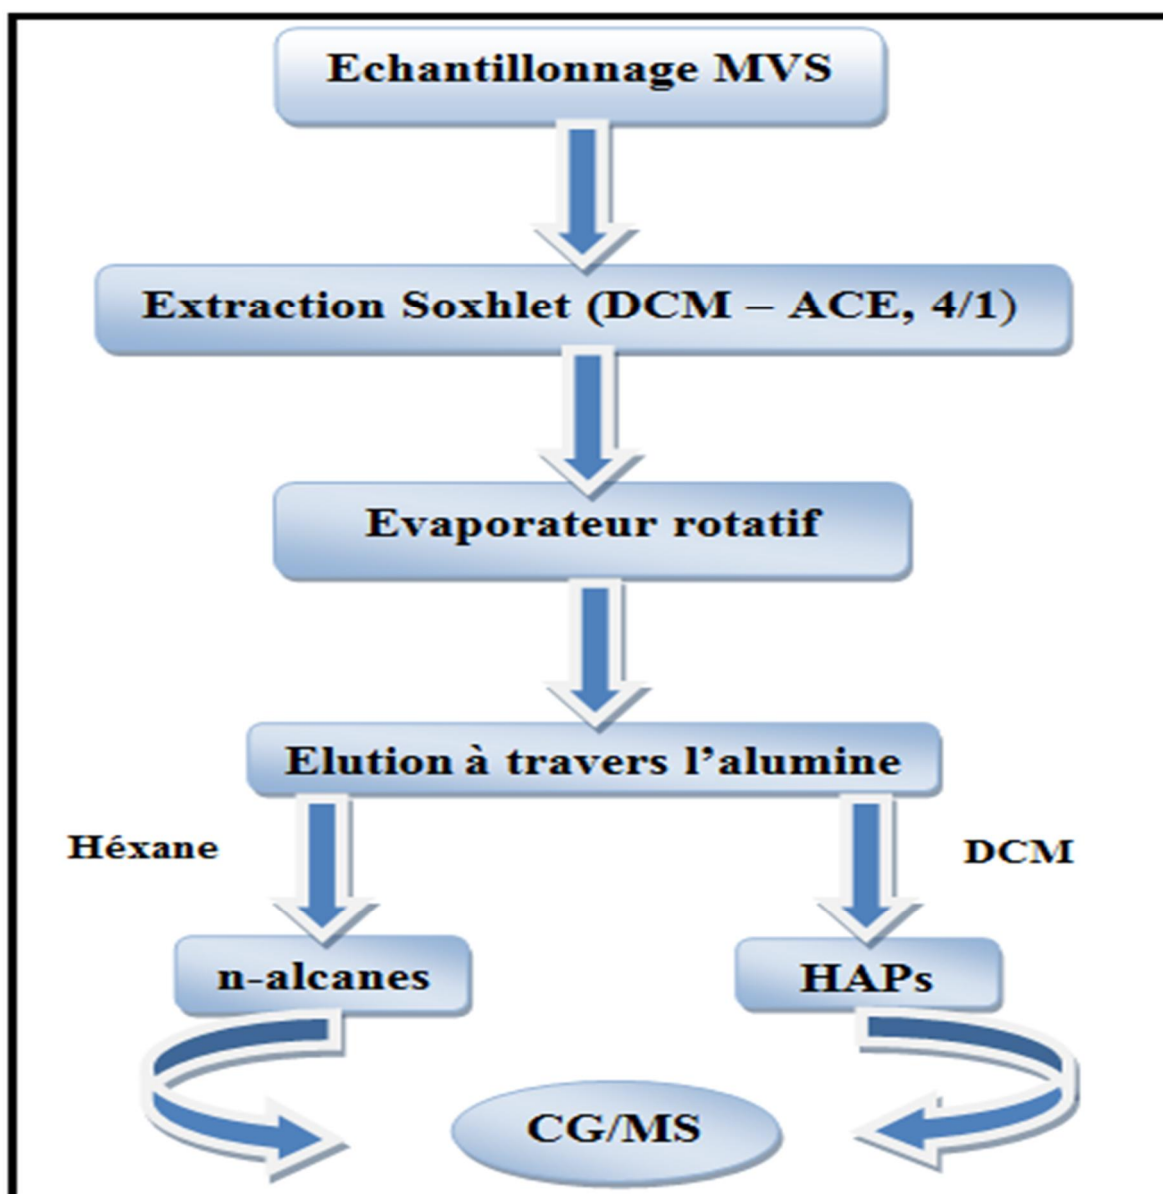 Echantillonnage MVS
Extraction Soxhlet (DCM – ACE, 4/1)
Evaporateur rotatif
Elution à travers l’alumine
Héxane
DCM
n-alcanes
HAPs
CG/MS